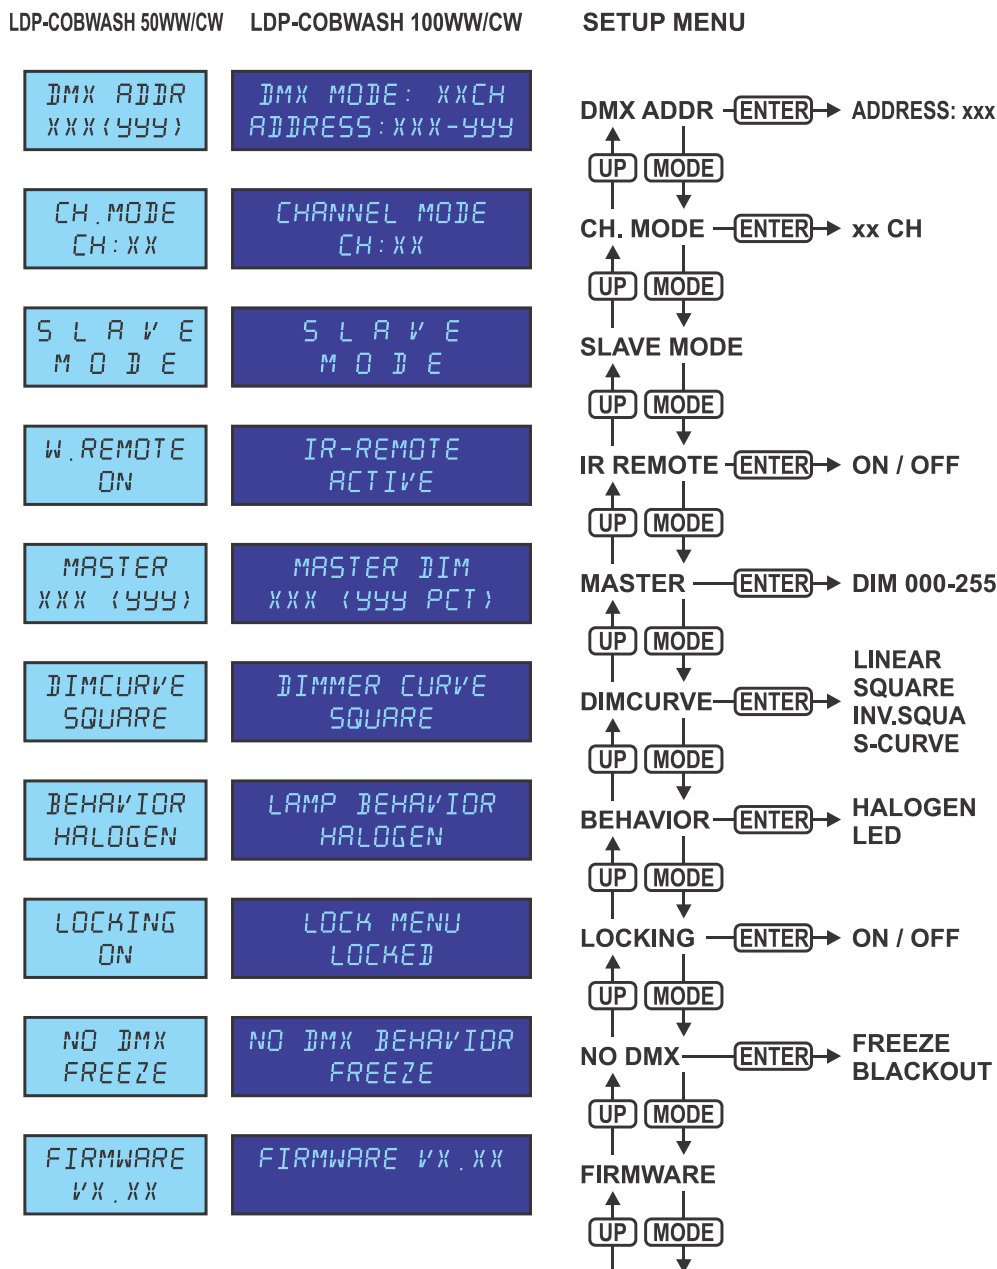 LDP-COBWASH 50WW/CW LDP-COBWASH 100WW/CW SETUP MENU
DMX ADDR
XXX(yyy)
DMX MODE: XXCH
ADDRESS:XXX-yyy
DMX ADDR ENTER ADDRESS: xxx
UP MODE
CH.MODE
CH:XX
CHANNEL MODE
CH:XX
CH. MODE ENTER xx CH
UP MODE
SLAVE
MODE
SLAVE
MODE
SLAVE MODE
UP MODE
W.REMOTE
ON
IR-REMOTE
ACTIVE
IR REMOTE ENTER ON / OFF
UP MODE
MASTER
XXX (yyy)
MASTER DIM
XXX (yyy PCT)
MASTER ENTER DIM 000-255
UP MODE
DIMCURVE
SQUARE
DIMMER CURVE
SQUARE
DIMCURVE ENTER
LINEAR
SQUARE
INV.SQUA
S-CURVE
UP MODE
BEHAVIOR
HALOGEN
LAMP BEHAVIOR
HALOGEN
BEHAVIOR ENTER
HALOGEN
LED
UP MODE
LOCKING
ON
LOCK MENU
LOCKED
LOCKING ENTER ON / OFF
UP MODE
NO DMX
FREEZE
NO DMX BEHAVIOR
FREEZE
NO DMX ENTER
FREEZE
BLACKOUT
UP MODE
FIRMWARE
VX.XX
FIRMWARE VX.XX
FIRMWARE
UP MODE